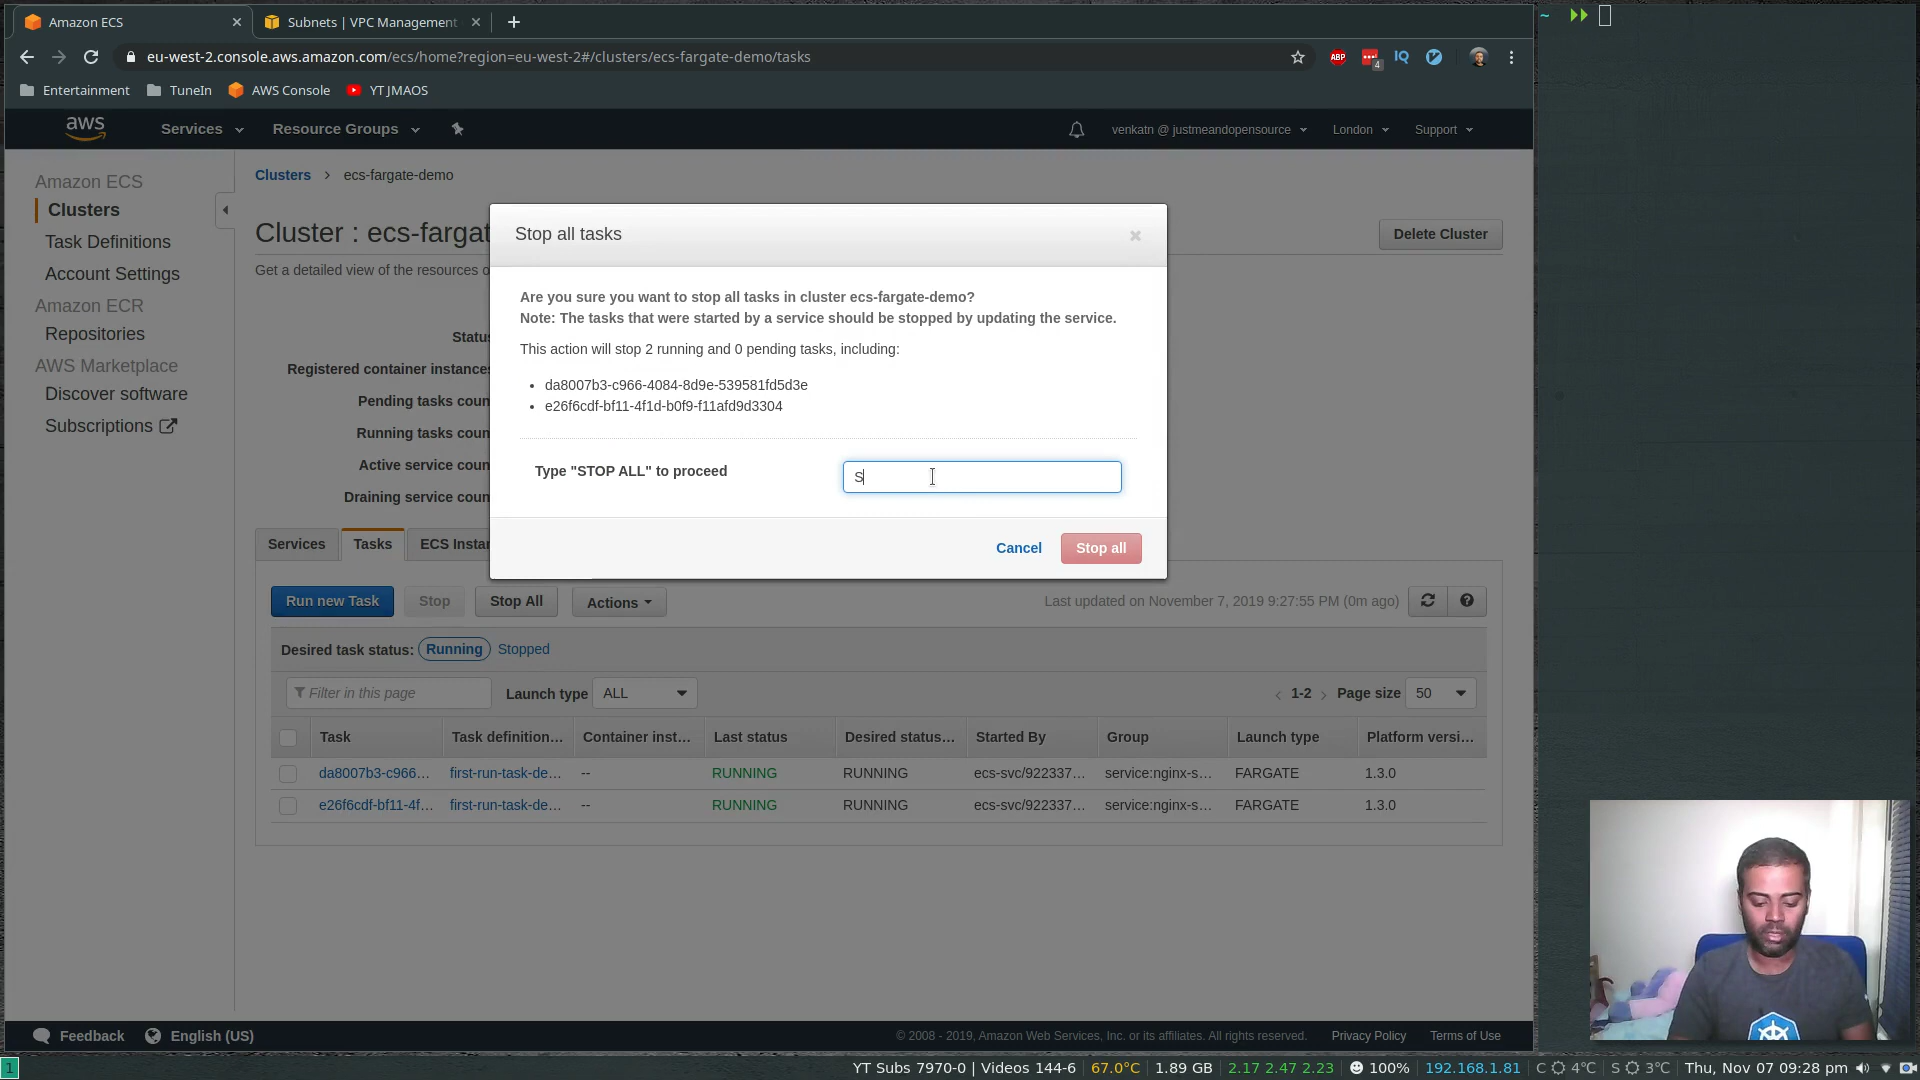 Amazon ECS
Subnets | VPC Management
eu-west-2.console.aws.amazon.com/ecs/home?region=eu-west-2#/clusters/ecs-fargate-demo/tasks
ABP
4
IQ
Entertainment
TuneIn
AWS Console
YT JMAOS
aws
Services
Resource Groups
venkatn @ justmeandopensource
London
Support
Amazon ECS
Clusters
Task Definitions
Account Settings
Amazon ECR
Repositories
AWS Marketplace
Discover software
Subscriptions
Clusters
ecs-fargate-demo
Cluster : ecs-fargat
Delete Cluster
Get a detailed view of the resources o
Status
Registered container instances
Pending tasks coun
Running tasks coun
Active service coun
Draining service coun
Stop all tasks
Are you sure you want to stop all tasks in cluster ecs-fargate-demo?
Note: The tasks that were started by a service should be stopped by updating the service.
This action will stop 2 running and 0 pending tasks, including:
• da8007b3-c966-4084-8d9e-539581fd5d3e
• e26f6cdf-bf11-4f1d-b0f9-f11afd9d3304
Type "STOP ALL" to proceed
S
Cancel
Stop all
Services
Tasks
ECS Instan
Run new Task
Stop
Stop All
Actions
Last updated on November 7, 2019 9:27:55 PM (0m ago)
Desired task status: Running Stopped
Filter in this page
Launch type ALL
1-2
Page size 50
Task Task definition... Container inst... Last status Desired status... Started By Group Launch type Platform versi...
da8007b3-c966... first-run-task-de... -- RUNNING RUNNING ecs-svc/922337... service:nginx-s... FARGATE 1.3.0
e26f6cdf-bf11-4f... first-run-task-de... -- RUNNING RUNNING ecs-svc/922337... service:nginx-s... FARGATE 1.3.0
Feedback
English (US)
© 2008 - 2019, Amazon Web Services, Inc. or its affiliates. All rights reserved.
Privacy Policy
Terms of Use
~
1
YT Subs 7970-0 | Videos 144-6 | 67.0°C | 1.89 GB | 2.17 2.47 2.23 | 100% | 192.168.1.81 | C 4°C | S 3°C | Thu, Nov 07 09:28 pm